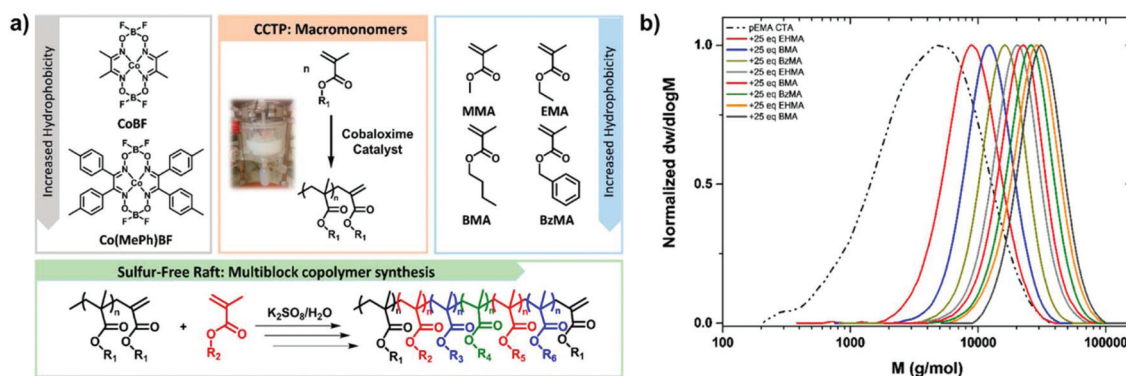 a)
Increased Hydrophobicity
CoBF
Co(MePh)BF
CCTP: Macromonomers
n
O
O
R1
Cobaloxime
Catalyst
n
O
O
O
O
R1
R1
MMA
EMA
BMA
BzMA
Increased Hydrophobicity
Sulfur-Free Raft: Multiblock copolymer synthesis
+
K2SO8/H2O
R1
R1
R2
R1
R2
R3
R4
R5
R6
R1
b)
pEMA CTA
+25 eq EHMA
+25 eq BMA
+25 eq BzMA
+25 eq EHMA
+25 eq BMA
+25 eq BzMA
+25 eq EHMA
+25 eq BMA
Normalized dw/dlogM
1.0
0.5
0.0
100
1000
10000
100000
M (g/mol)